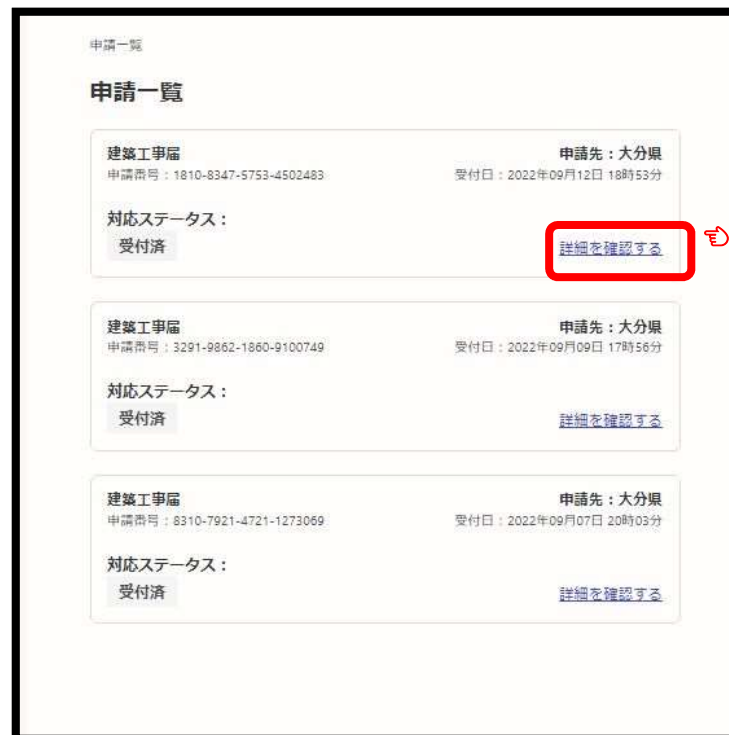 申請一覧
申請一覧
建築工事届
申請先：大分県
申請番号：1810-8347-5753-4502483
受付日：2022年09月12日 18時53分
対応ステータス：
受付済
詳細を確認する
建築工事届
申請先：大分県
申請番号：3291-9862-1860-9100749
受付日：2022年09月09日 17時56分
対応ステータス：
受付済
詳細を確認する
建築工事届
申請先：大分県
申請番号：8310-7921-4721-1273069
受付日：2022年09月07日 20時03分
対応ステータス：
受付済
詳細を確認する